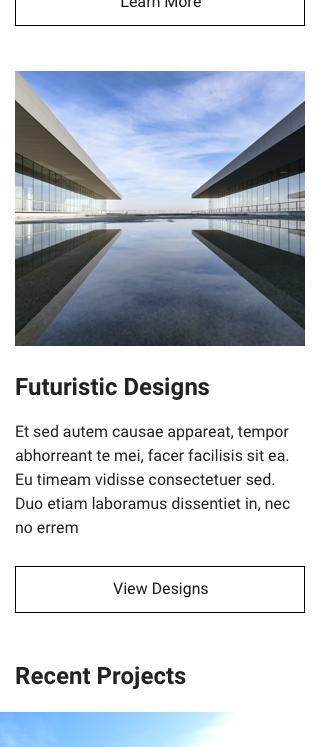 Learn More
Futuristic Designs
Et sed autem causae appareat, tempor
abhorreant te mei, facer facilisis sit ea.
Eu timeam vidisse consectetuer sed.
Duo etiam laboramus dissentiet in, nec
no errem
View Designs
Recent Projects